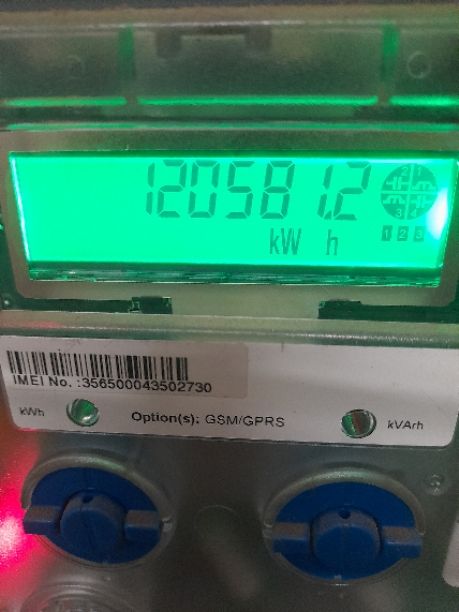 120581.2
kW h
1 2 3
IMEI No. :356500043502730
kWh
Option(s): GSM/GPRS
kVArh